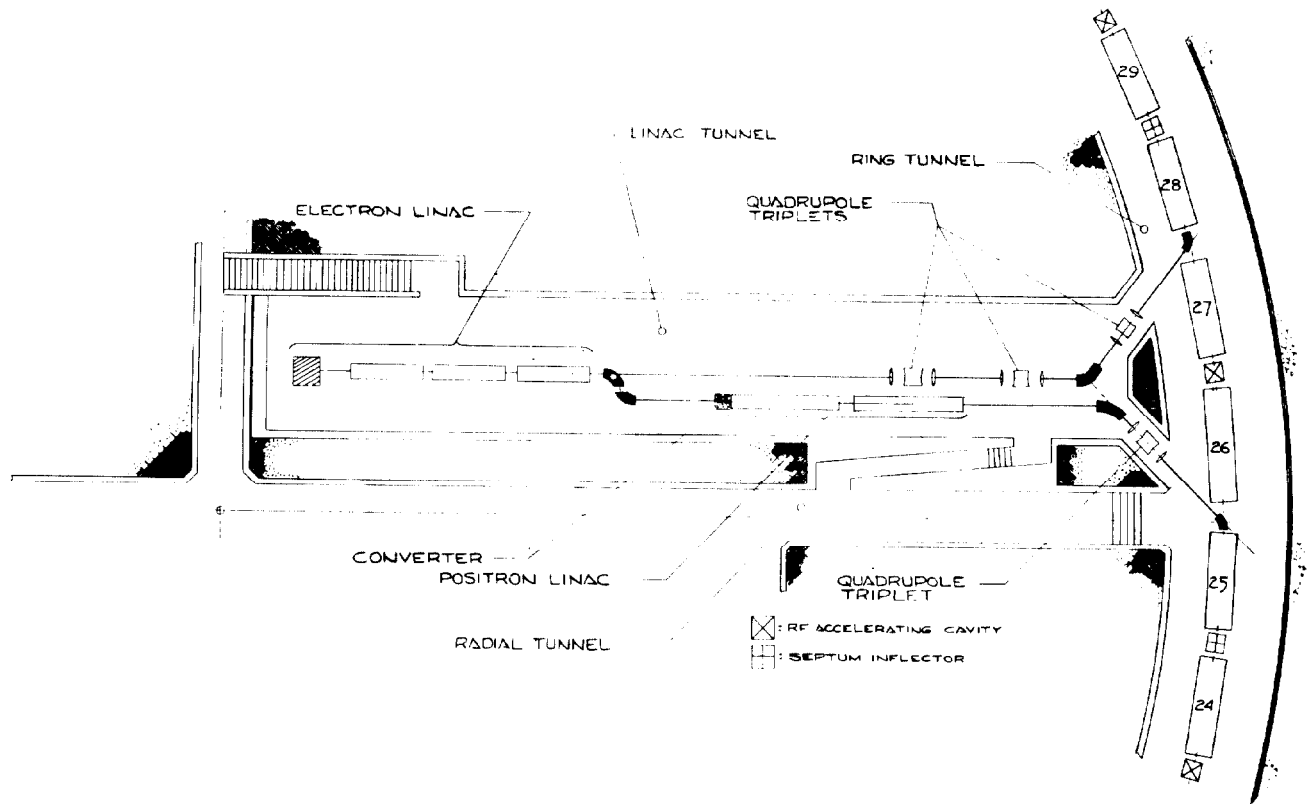 29
LINAC TUNNEL
RING TUNNEL
28
ELECTRON LINAC
QUADRUPOLE
TRIPLETS
27
26
CONVERTER
POSITRON LINAC
QUADRUPOLE
TRIPLET
25
RADIAL TUNNEL
: RF ACCELERATING CAVITY
: SEPTUM INFLECTOR
24